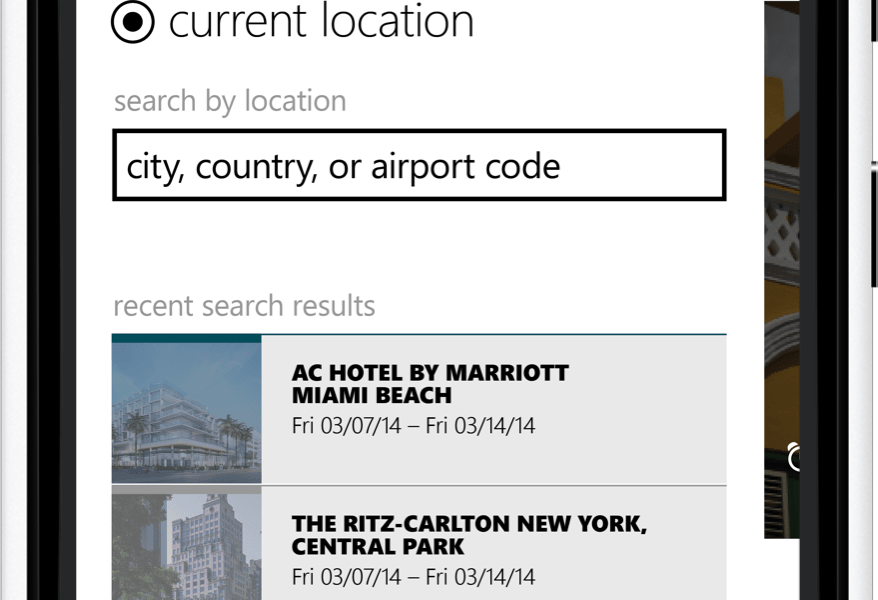 current location
search by location
city, country, or airport code
recent search results
AC HOTEL BY MARRIOTT
MIAMI BEACH
Fri 03/07/14 – Fri 03/14/14
THE RITZ-CARLTON NEW YORK,
CENTRAL PARK
Fri 03/07/14 – Fri 03/14/14